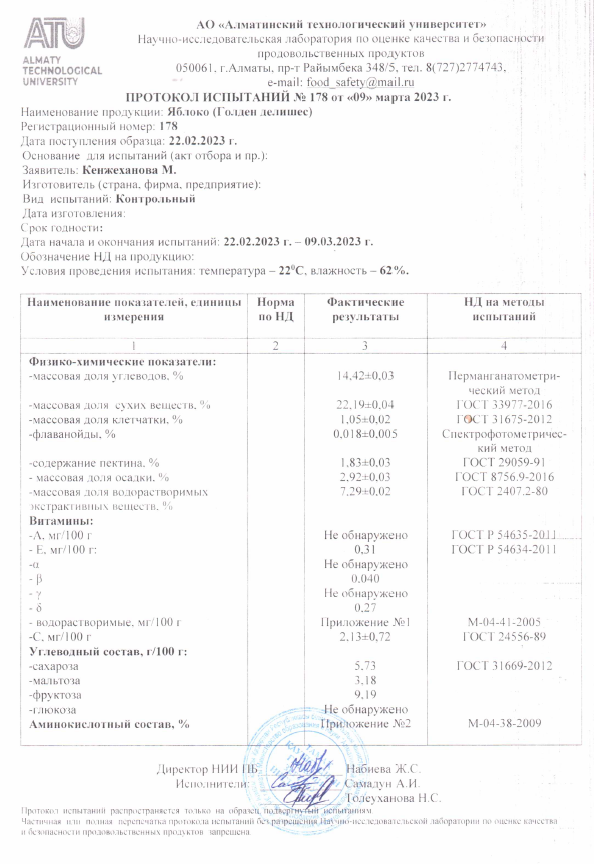 ATU
ALMATY
TECHNOLOGICAL
UNIVERSITY
АО «Алматинский технологический университет»
Научно-исследовательская лаборатория по оценке качества и безопасности
продовольственных продуктов
050061, г.Алматы, пр-т Райымбека 348/5, тел. 8(727)2774743,
e-mail: food_safety@mail.ru
ПРОТОКОЛ ИСПЫТАНИЙ № 178 от «09» марта 2023 г.
Наименование продукции: Яблоко (Голден делишес)
Регистрационный номер: 178
Дата поступления образца: 22.02.2023 г.
Основание для испытаний (акт отбора и пр.):
Заявитель: Кенжеханова М.
Изготовитель (страна, фирма, предприятие):
Вид испытаний: Контрольный
Дата изготовления:
Срок годности:
Дата начала и окончания испытаний: 22.02.2023 г. – 09.03.2023 г.
Обозначение НД на продукцию:
Условия проведения испытания: температура – 22⁰С, влажность – 62%.
Наименование показателей, единицы Норма Фактические НД на методы
измерения по НД результаты испытаний
1 2 3 4
Физико-химические показатели:
-массовая доля углеводов, % 14,42±0,03 Перманганатометри-
ческий метод
-массовая доля сухих веществ, % 22,19±0,04 ГОСТ 33977-2016
-массовая доля клетчатки, % 1,05±0,02 ГОСТ 31675-2012
-флаванойды, % 0,018±0,005 Спектрофотометричес-
кий метод
-содержание пектина, % 1,83±0,03 ГОСТ 29059-91
- массовая доля осадки, % 2,92±0,03 ГОСТ 8756.9-2016
-массовая доля водорастворимых 7,29±0,02 ГОСТ 2407.2-80
экстрактивных веществ, %
Витамины:
-А, мг/100 г Не обнаружено ГОСТ Р 54635-2011
- Е, мг/100 г: 0,31 ГОСТ Р 54634-2011
-α Не обнаружено
- β 0,040
- γ Не обнаружено
- δ 0,27
- водорастворимые, мг/100 г Приложение №1 М-04-41-2005
-С, мг/100 г 2,13±0,72 ГОСТ 24556-89
Углеводный состав, г/100 г:
-сахароза 5,73 ГОСТ 31669-2012
-мальтоза 3,18
-фруктоза 9,19
-глюкоза Не обнаружено
Аминокислотный состав, % Приложение №2 М-04-38-2009
Директор НИИ ПБ Набиева Ж.С.
Исполнители: Самадун А.И.
Толеуханова Н.С.
Протокол испытаний распространяется только на образец, подвергнутый испытаниям
Частичная или полная перепечатка протокола испытаний без разрешения Научно-исследовательской лаборатории по оценке качества
и безопасности продовольственных продуктов запрещена.